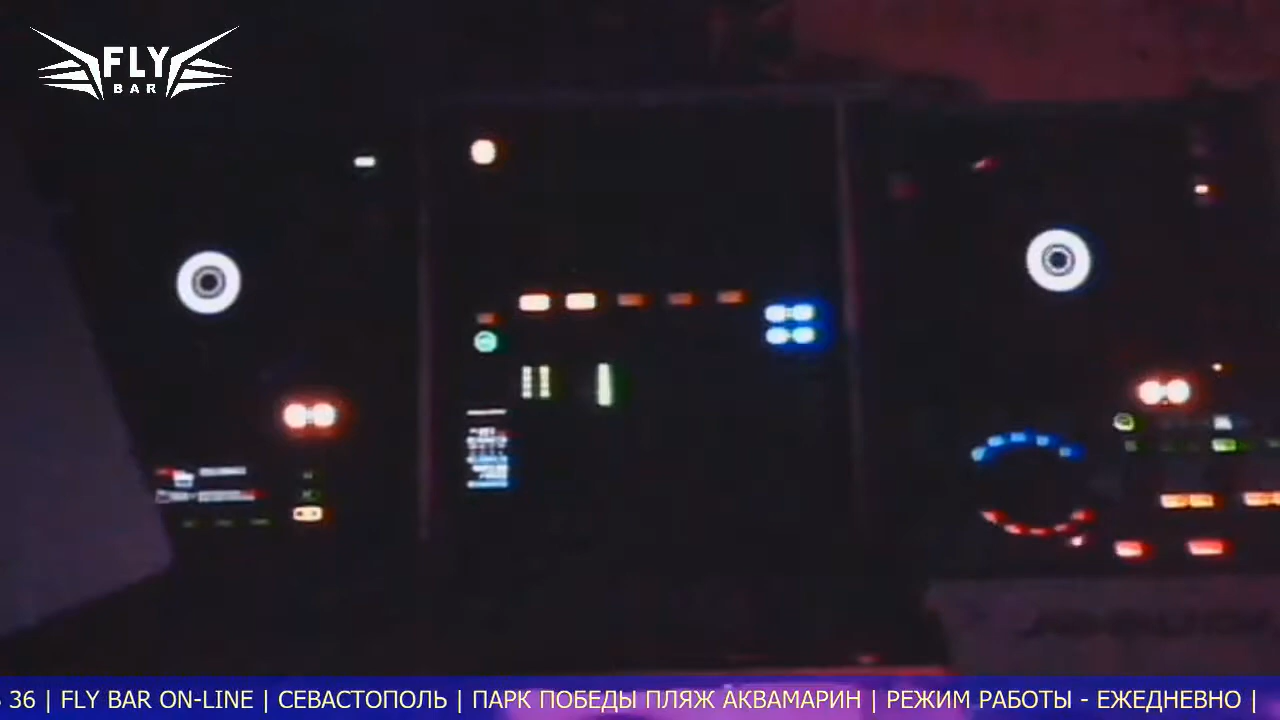 FLY
BAR
36 | FLY BAR ON-LINE | СЕВАСТОПОЛЬ | ПАРК ПОБЕДЫ ПЛЯЖ АКВАМАРИН | РЕЖИМ РАБОТЫ - ЕЖЕДНЕВНО |